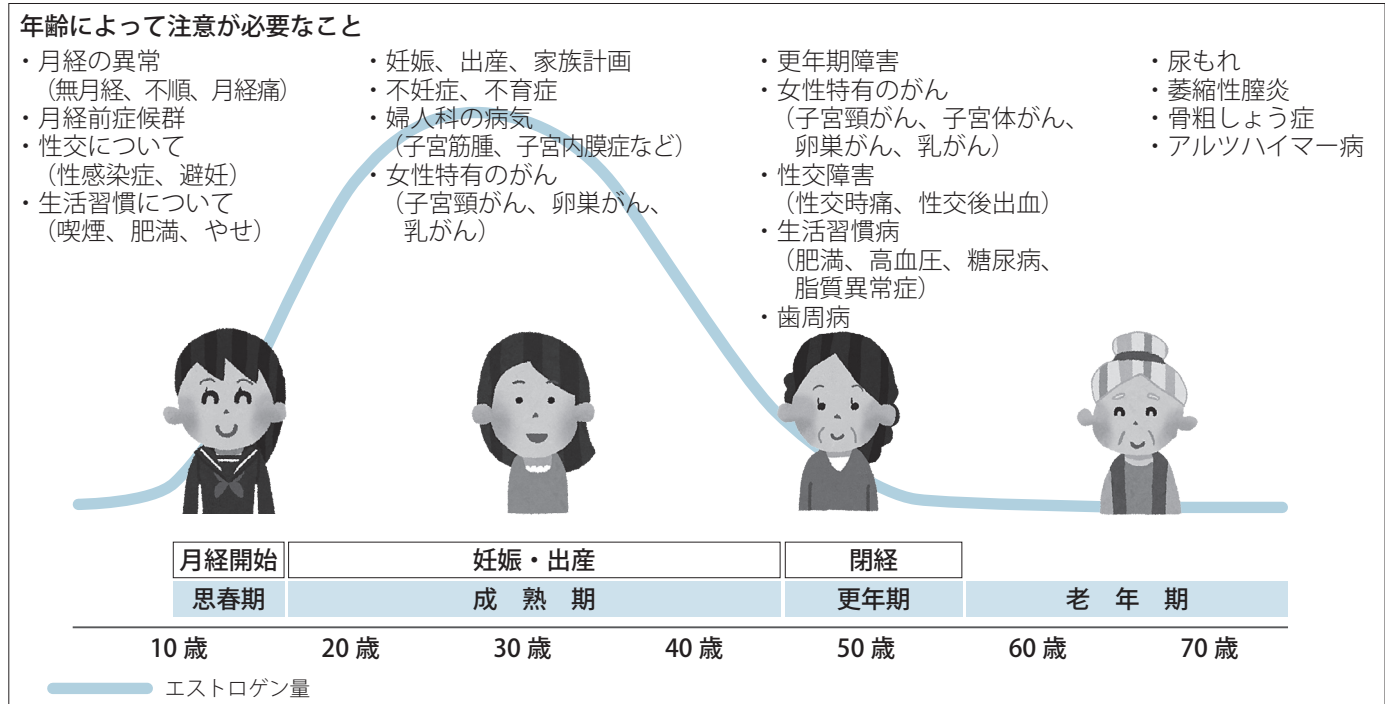 年齢によって注意が必要なこと
・月経の異常
（無月経、不順、月経痛）
・月経前症候群
・性交について
（性感染症、避妊）
・生活習慣について
（喫煙、肥満、やせ）
・妊娠、出産、家族計画
・不妊症、不育症
・婦人科の病気
（子宮筋腫、子宮内膜症など）
・女性特有のがん
（子宮頸がん、卵巣がん、
乳がん）
・更年期障害
・女性特有のがん
（子宮頸がん、子宮体がん、
卵巣がん、乳がん）
・性交障害
（性交時痛、性交後出血）
・生活習慣病
（肥満、高血圧、糖尿病、
脂質異常症）
・歯周病
・尿もれ
・萎縮性膣炎
・骨粗しょう症
・アルツハイマー病
月経開始 妊娠・出産 閉経
思春期 成熟期 更年期 老年期
10歳 20歳 30歳 40歳 50歳 60歳 70歳
エストロゲン量